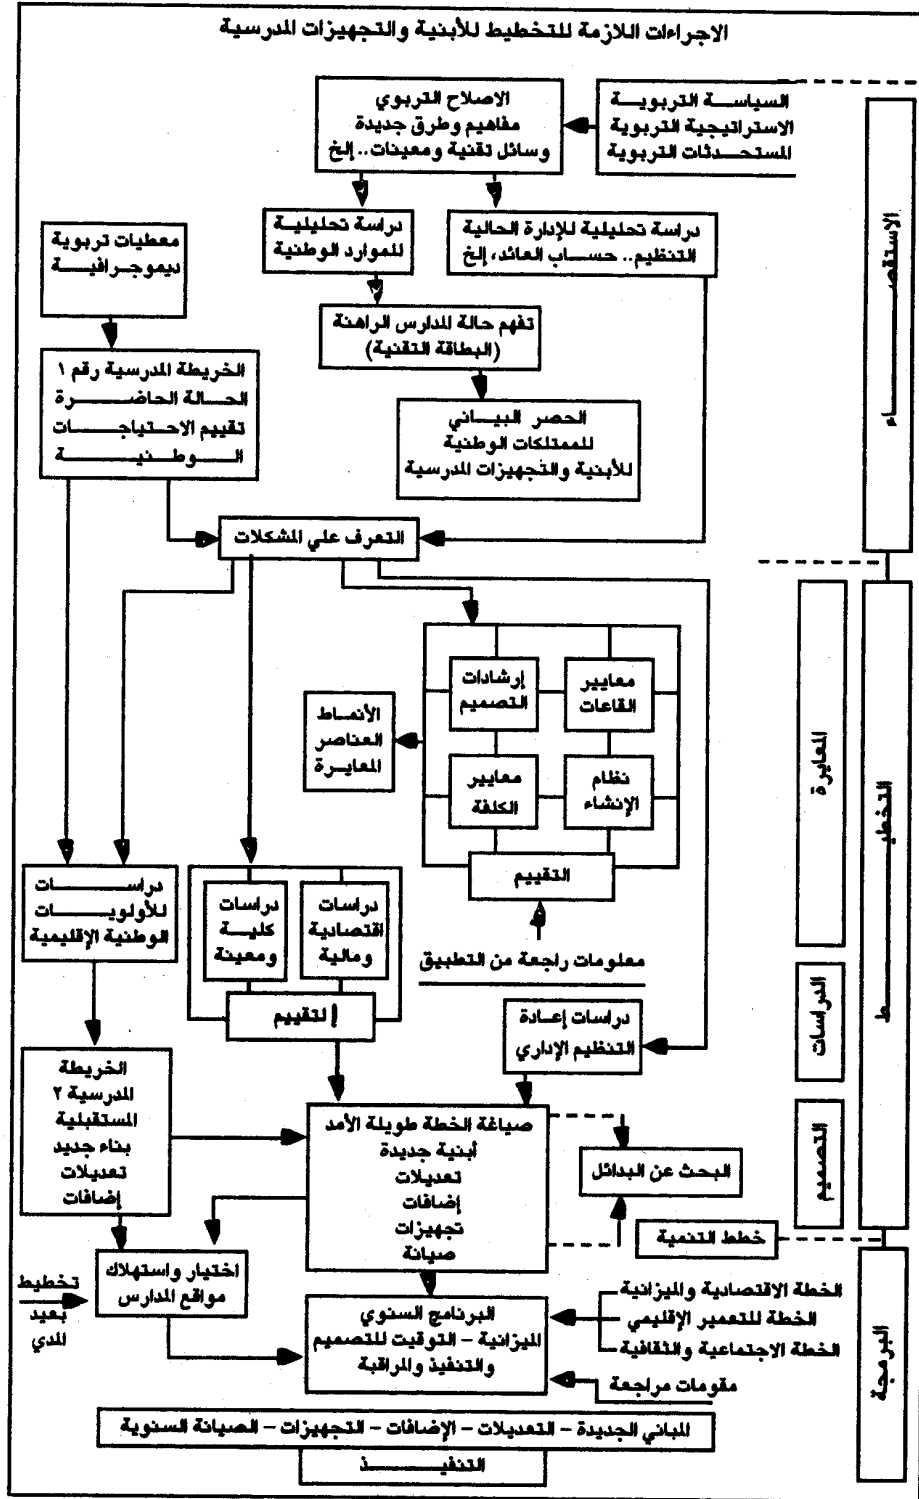 الاجراءات اللازمة للتخطيط للأبنية والتجهيزات المدرسية
السياسة التربوية
الاستراتيجية التربوية
المستحدثات التربوية
الاصلاح التربوي
مفاهيم وطرق جديدة
وسائل تقنية ومعينات.. إلخ
الاستقصاء
دراسة تحليلية للإدارة الحالية
التنظيم.. حساب العائد، إلخ
دراسة تحليلية
للموارد الوطنية
معطيات تربوية
ديموجرافية
تفهم حالة المدارس الراهنة
(البطاقة التقنية)
الخريطة المدرسية رقم ١
الحالة الحاضرة
تقييم الاحتياجات
الوطنية
الحصر البياني
للممتلكات الوطنية
للأبنية والتجهيزات المدرسية
التعرف علي المشكلات
التخطيط
المعايرة
معايير
القاعات
إرشادات
التصميم
الأنماط
العناصر
المعايرة
نظام
الإنشاء
معايير
الكلفة
التقييم
معلومات راجعة من التطبيق
دراسات
اقتصادية
ومالية
دراسات
كلية
ومعينة
دراسات
للأولويات
الوطنية الإقليمية
التقييم
الدراسات
دراسات إعادة
التنظيم الإداري
الخريطة
المدرسية ٢
المستقبلية
بناء جديد
تعديلات
إضافات
التصميم
صياغة الخطة طويلة الأمد
أبنية جديدة
تعديلات
إضافات
تجهيزات
صيانة
البحث عن البدائل
خطط التنمية
اختيار واستهلاك
مواقع المدارس
تخطيط
بعيد
المدي
البرمجة
الخطة الاقتصادية والميزانية
الخطة للتعمير الإقليمي
الخطة الاجتماعية والثقافية
البرنامج السنوي
الميزانية – التوقيت للتصميم
والتنفيذ والمراقبة
مقومات مراجعة
المباني الجديدة – التعديلات – الإضافات – التجهيزات – الصيانة السنوية
التنفيذ